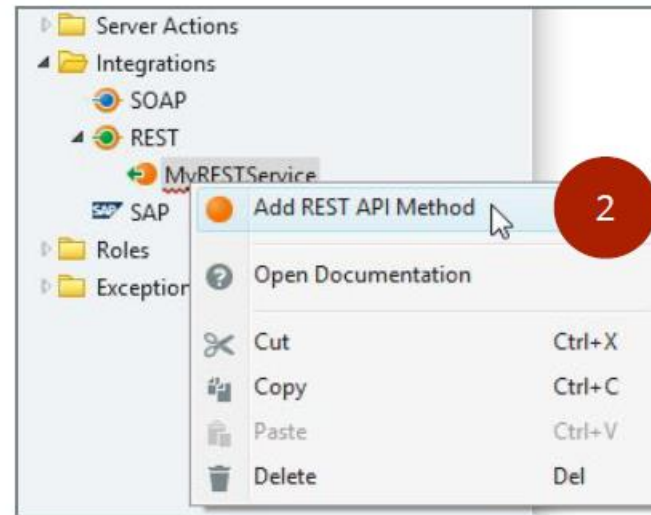 Server Actions
Integrations
SOAP
REST
MyRESTService
SAP SAP
Roles
Exception
Add REST API Method
2
Open Documentation
Cut Ctrl+X
Copy Ctrl+C
Paste Ctrl+V
Delete Del